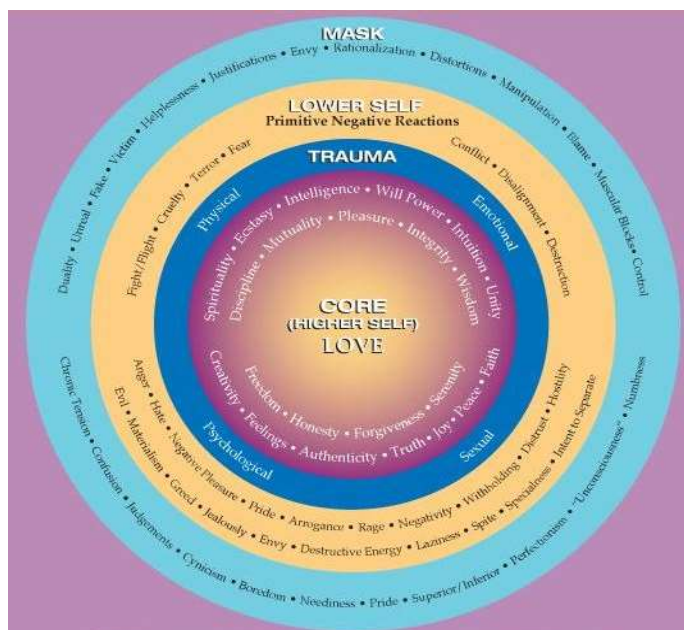 MASK
Duality • Unreal • Fake • Victim • Helplessness • Justifications • Envy • Rationalization • Distortions • Manipulation • Blame • Muscular Blocks • Control
LOWER SELF
Primitive Negative Reactions
Fight/Flight • Cruelty • Terror • Fear
Conflict • Disalignment • Destruction
TRAUMA
Physical
Emotional
Spirituality • Ecstasy • Intelligence • Will Power • Intuition • Unity
Discipline • Mutuality • Pleasure • Integrity • Wisdom
CORE
(HIGHER SELF)
LOVE
Freedom • Honesty • Forgiveness • Serenity
Creativity • Feelings • Authenticity • Truth • Joy • Peace • Faith
Psychological
Sexual
Anger • Hate • Negative Pleasure • Pride • Arrogance • Rage • Negativity • Withholding • Distrust • Hostility
Evil • Materialism • Greed • Jealously • Envy • Destructive Energy • Laziness • Spite • Specialness • Intent to Separate
Chronic Tension • Confusion • Judgements • Cynicism • Boredom • Neediness • Pride • Superior/Inferior • Perfectionism • "Unconsciousness" • Numbness